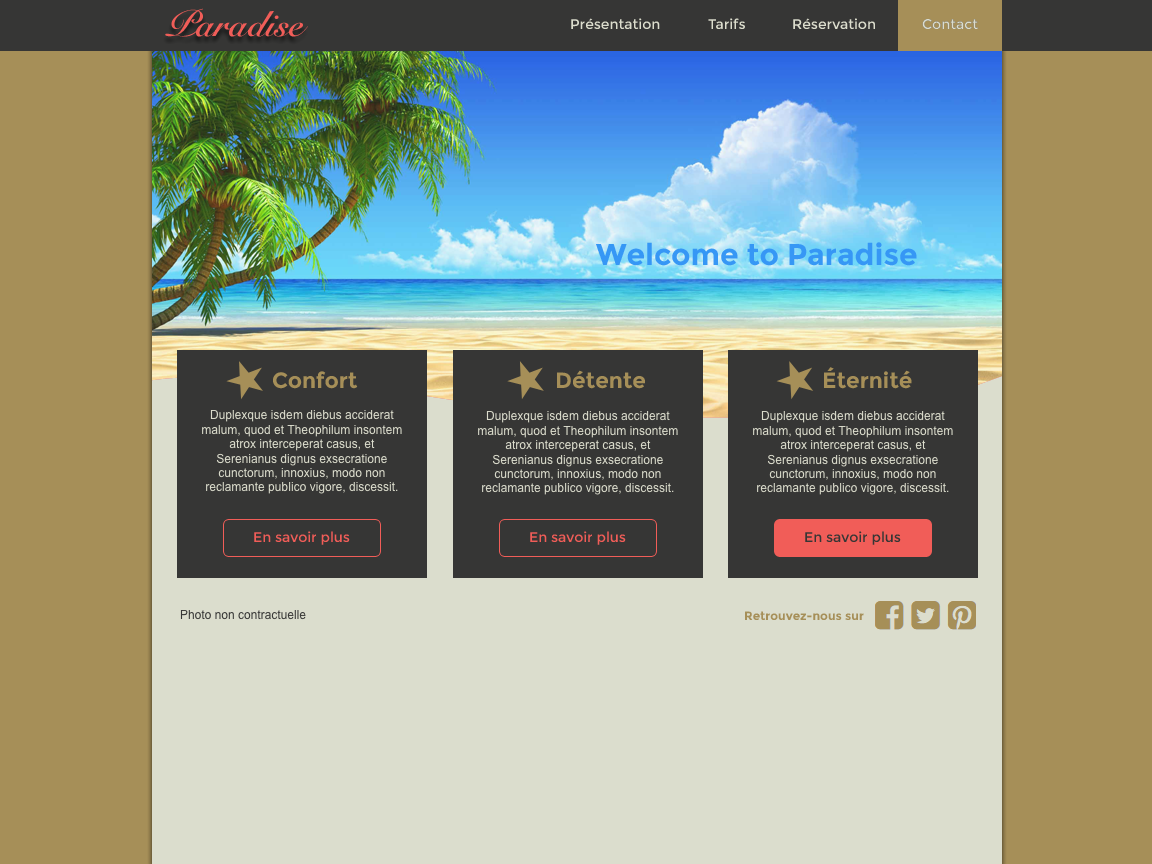 Paradise
Présentation
Tarifs
Réservation
Contact
Welcome to Paradise
Confort
Duplexque isdem diebus acciderat
malum, quod et Theophilum insontem
atrox interceperat casus, et
Serenianus dignus exsecratione
cunctorum, innoxius, modo non
reclamante publico vigore, discessit.
En savoir plus
Détente
Duplexque isdem diebus acciderat
malum, quod et Theophilum insontem
atrox interceperat casus, et
Serenianus dignus exsecratione
cunctorum, innoxius, modo non
reclamante publico vigore, discessit.
En savoir plus
Éternité
Duplexque isdem diebus acciderat
malum, quod et Theophilum insontem
atrox interceperat casus, et
Serenianus dignus exsecratione
cunctorum, innoxius, modo non
reclamante publico vigore, discessit.
En savoir plus
Photo non contractuelle
Retrouvez-nous sur